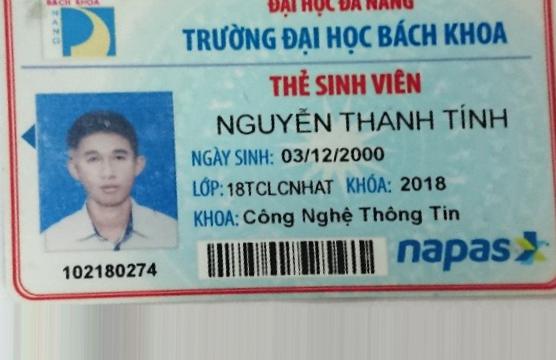 BÁCH KHOA
ĐẠI HỌC ĐÀ NẴNG
TRƯỜNG ĐẠI HỌC BÁCH KHOA
THẺ SINH VIÊN
NGUYỄN THANH TÍNH
NGÀY SINH: 03/12/2000
LỚP: 18TCLCNHAT KHÓA: 2018
KHOA: Công Nghệ Thông Tin
napas
102180274